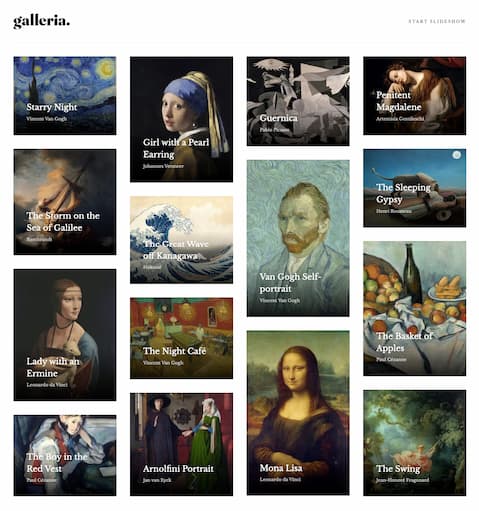 galleria.
START SLIDESHOW
Starry Night
Vincent Van Gogh
Girl with a Pearl
Earring
Johannes Vermeer
Guernica
Pablo Picasso
Penitent
Magdalene
Artemisia Gentileschi
The Storm on the
Sea of Galilee
Rembrandt
The Great Wave
off Kanagawa
Hokusai
Van Gogh Self-
portrait
Vincent Van Gogh
The Sleeping
Gypsy
Henri Rousseau
Lady with an
Ermine
Leonardo da Vinci
The Night Café
Vincent Van Gogh
Mona Lisa
Leonardo da Vinci
The Basket of
Apples
Paul Cézanne
The Boy in the
Red Vest
Paul Cézanne
Arnolfini Portrait
Jan van Eyck
The Swing
Jean-Honoré Fragonard